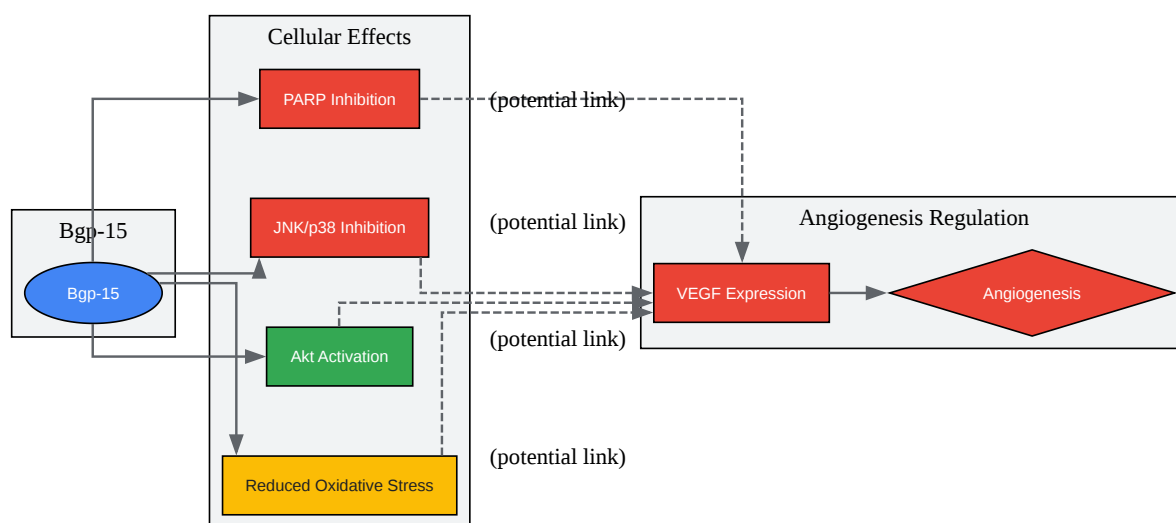 Cellular Effects
PARP Inhibition
(potential link)
JNK/p38 Inhibition
(potential link)
Bgp-15
Bgp-15
Angiogenesis Regulation
VEGF Expression
Angiogenesis
Akt Activation
(potential link)
Reduced Oxidative Stress
(potential link)